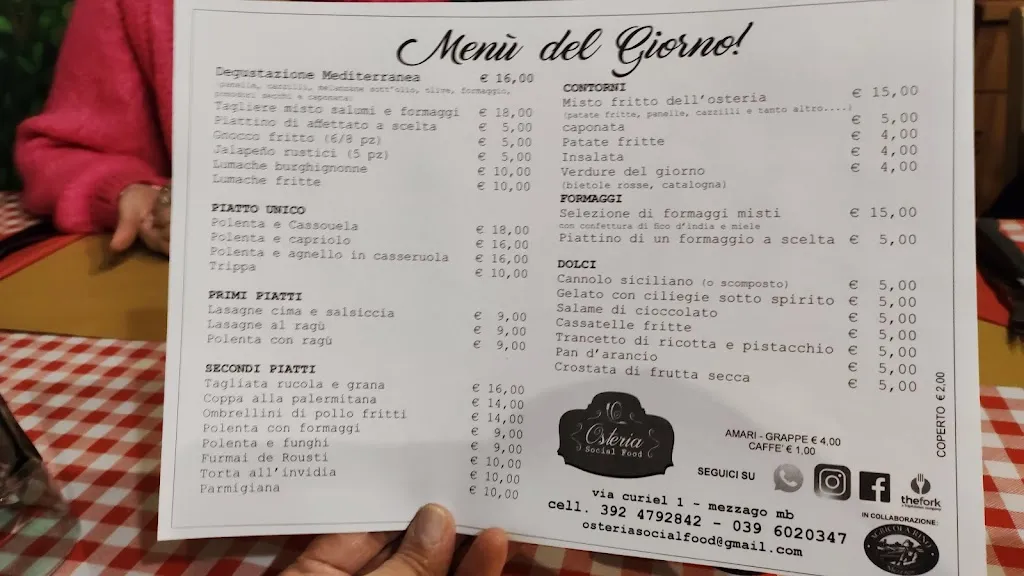 Menù del Giorno!
Degustazione Mediterranea € 16,00
(panelle, cazzilli, melanzane sott'olio, olive, formaggio,
pomodori secchi e caponata)
Tagliere misto salumi e formaggi € 18,00
Piattino di affettato a scelta € 5,00
Gnocco fritto (6/8 pz) € 5,00
Jalapeño rustici (5 pz) € 5,00
Lumache burghignonne € 10,00
Lumache fritte € 10,00
PIATTO UNICO
Polenta e Cassouela € 18,00
Polenta e capriolo € 16,00
Polenta e agnello in casseruola € 16,00
Trippa € 10,00
PRIMI PIATTI
Lasagne cima e salsiccia € 9,00
Lasagne al ragù € 9,00
Polenta con ragù € 9,00
SECONDI PIATTI
Tagliata rucola e grana € 16,00
Coppa alla palermitana € 14,00
Ombrellini di pollo fritti € 14,00
Polenta con formaggi € 9,00
Polenta e funghi € 9,00
Furmai de Rousti € 10,00
Torta all'invidia € 10,00
Parmigiana € 10,00
CONTORNI
Misto fritto dell'osteria € 15,00
(patate fritte, panelle, cazzilli e tanto altro....)
caponata € 5,00
Patate fritte € 4,00
Insalata € 4,00
Verdure del giorno € 4,00
(bietole rosse, catalogna)
FORMAGGI
Selezione di formaggi misti € 15,00
con confettura di fico d'india e miele
Piattino di un formaggio a scelta € 5,00
DOLCI
Cannolo siciliano (o scomposto) € 5,00
Gelato con ciliegie sotto spirito € 5,00
Salame di cioccolato € 5,00
Cassatelle fritte € 5,00
Trancetto di ricotta e pistacchio € 5,00
Pan d'arancio € 5,00
Crostata di frutta secca € 5,00
COPERTO € 2,00
Osteria
Social Food
AMARI - GRAPPE € 4.00
CAFFE' € 1.00
SEGUICI SU
thefork
via curiel 1 - mezzago mb
cell. 392 4792842 - 039 6020347
osteriasocialfood@gmail.com
IN COLLABORAZIONE: